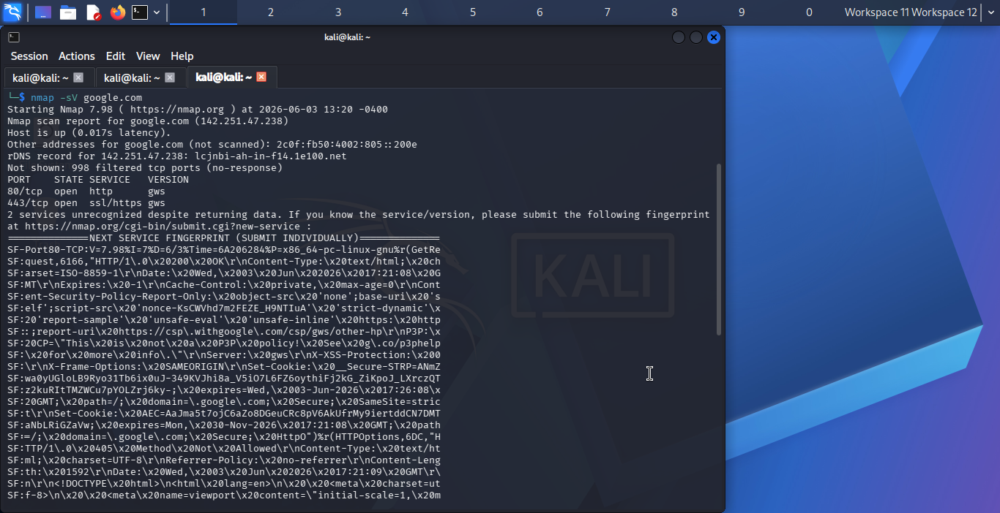 1 2 3 4 5 6 7 8 9 0 Workspace 11 Workspace 12
kali@kali: ~
Session Actions Edit View Help
kali@kali: ~ kali@kali: ~ kali@kali: ~
└─$ nmap -sV google.com
Starting Nmap 7.98 ( https://nmap.org ) at 2026-06-03 13:20 -0400
Nmap scan report for google.com (142.251.47.238)
Host is up (0.017s latency).
Other addresses for google.com (not scanned): 2c0f:fb50:4002:805::200e
rDNS record for 142.251.47.238: lcjnbi-ah-in-f14.1e100.net
Not shown: 998 filtered tcp ports (no-response)
PORT    STATE SERVICE   VERSION
80/tcp  open  http      gws
443/tcp open  ssl/https gws
2 services unrecognized despite returning data. If you know the service/version, please submit the following fingerprint
at https://nmap.org/cgi-bin/submit.cgi?new-service :
==============NEXT SERVICE FINGERPRINT (SUBMIT INDIVIDUALLY)==============
SF-Port80-TCP:V=7.98%I=7%D=6/3%Time=6A206284%P=x86_64-pc-linux-gnu%r(GetRe
SF:quest,6166,"HTTP/1\.0\x20200\x20OK\r\nContent-Type:\x20text/html;\x20ch
SF:arset=ISO-8859-1\r\nDate:\x20Wed,\x2003\x20Jun\x202026\x2017:21:08\x20G
SF:MT\r\nExpires:\x20-1\r\nCache-Control:\x20private,\x20max-age=0\r\nCont
SF:ent-Security-Policy-Report-Only:\x20object-src\x20'none';base-uri\x20's
SF:elf';script-src\x20'nonce-KsCWVhd7m2FEZE_H9NTIuA'\x20'strict-dynamic'\x
SF:20'report-sample'\x20'unsafe-eval'\x20'unsafe-inline'\x20https:\x20http
SF::;report-uri\x20https://csp\.withgoogle\.com/csp/gws/other-hp\r\nP3P:\x
SF:20CP=\"This\x20is\x20not\x20a\x20P3P\x20policy!\x20See\x20g\.co/p3phelp
SF:\x20for\x20more\x20info\.\"\r\nServer:\x20gws\r\nX-XSS-Protection:\x200
SF:\r\nX-Frame-Options:\x20SAMEORIGIN\r\nSet-Cookie:\x20__Secure-STRP=ANmZ
SF:wa0yUGloLB9Ryo31Tb6ix0uJ-349KVJhi8a_V5iO7L6FZ6oythiFj2kG_ZiKpoJ_LXrczQT
SF:z2kuRItTMZWCu7pYOLZrj6ky-;\x20expires=Wed,\x2003-Jun-2026\x2017:26:08\x
SF:20GMT;\x20path=/;\x20domain=\.google\.com;\x20Secure;\x20SameSite=stric
SF:t\r\nSet-Cookie:\x20AEC=AaJma5t7ojC6aZo8DGeuCRc8pV6AkUfrMy9iertddCN7DMT
SF:aNbLRiGZaVw;\x20expires=Mon,\x2030-Nov-2026\x2017:21:08\x20GMT;\x20path
SF:=/;\x20domain=\.google\.com;\x20Secure;\x20HttpO")%r(HTTPOptions,6DC,"H
SF:TTP/1\.0\x20405\x20Method\x20Not\x20Allowed\r\nContent-Type:\x20text/ht
SF:ml;\x20charset=UTF-8\r\nReferrer-Policy:\x20no-referrer\r\nContent-Leng
SF:th:\x201592\r\nDate:\x20Wed,\x2003\x20Jun\x202026\x2017:21:09\x20GMT\r\
SF:n\r\n<!DOCTYPE\x20html>\n<html\x20lang=en>\n\x20\x20<meta\x20charset=ut
SF:f-8>\n\x20\x20<meta\x20name=viewport\x20content=\"initial-scale=1,\x20m
KALI